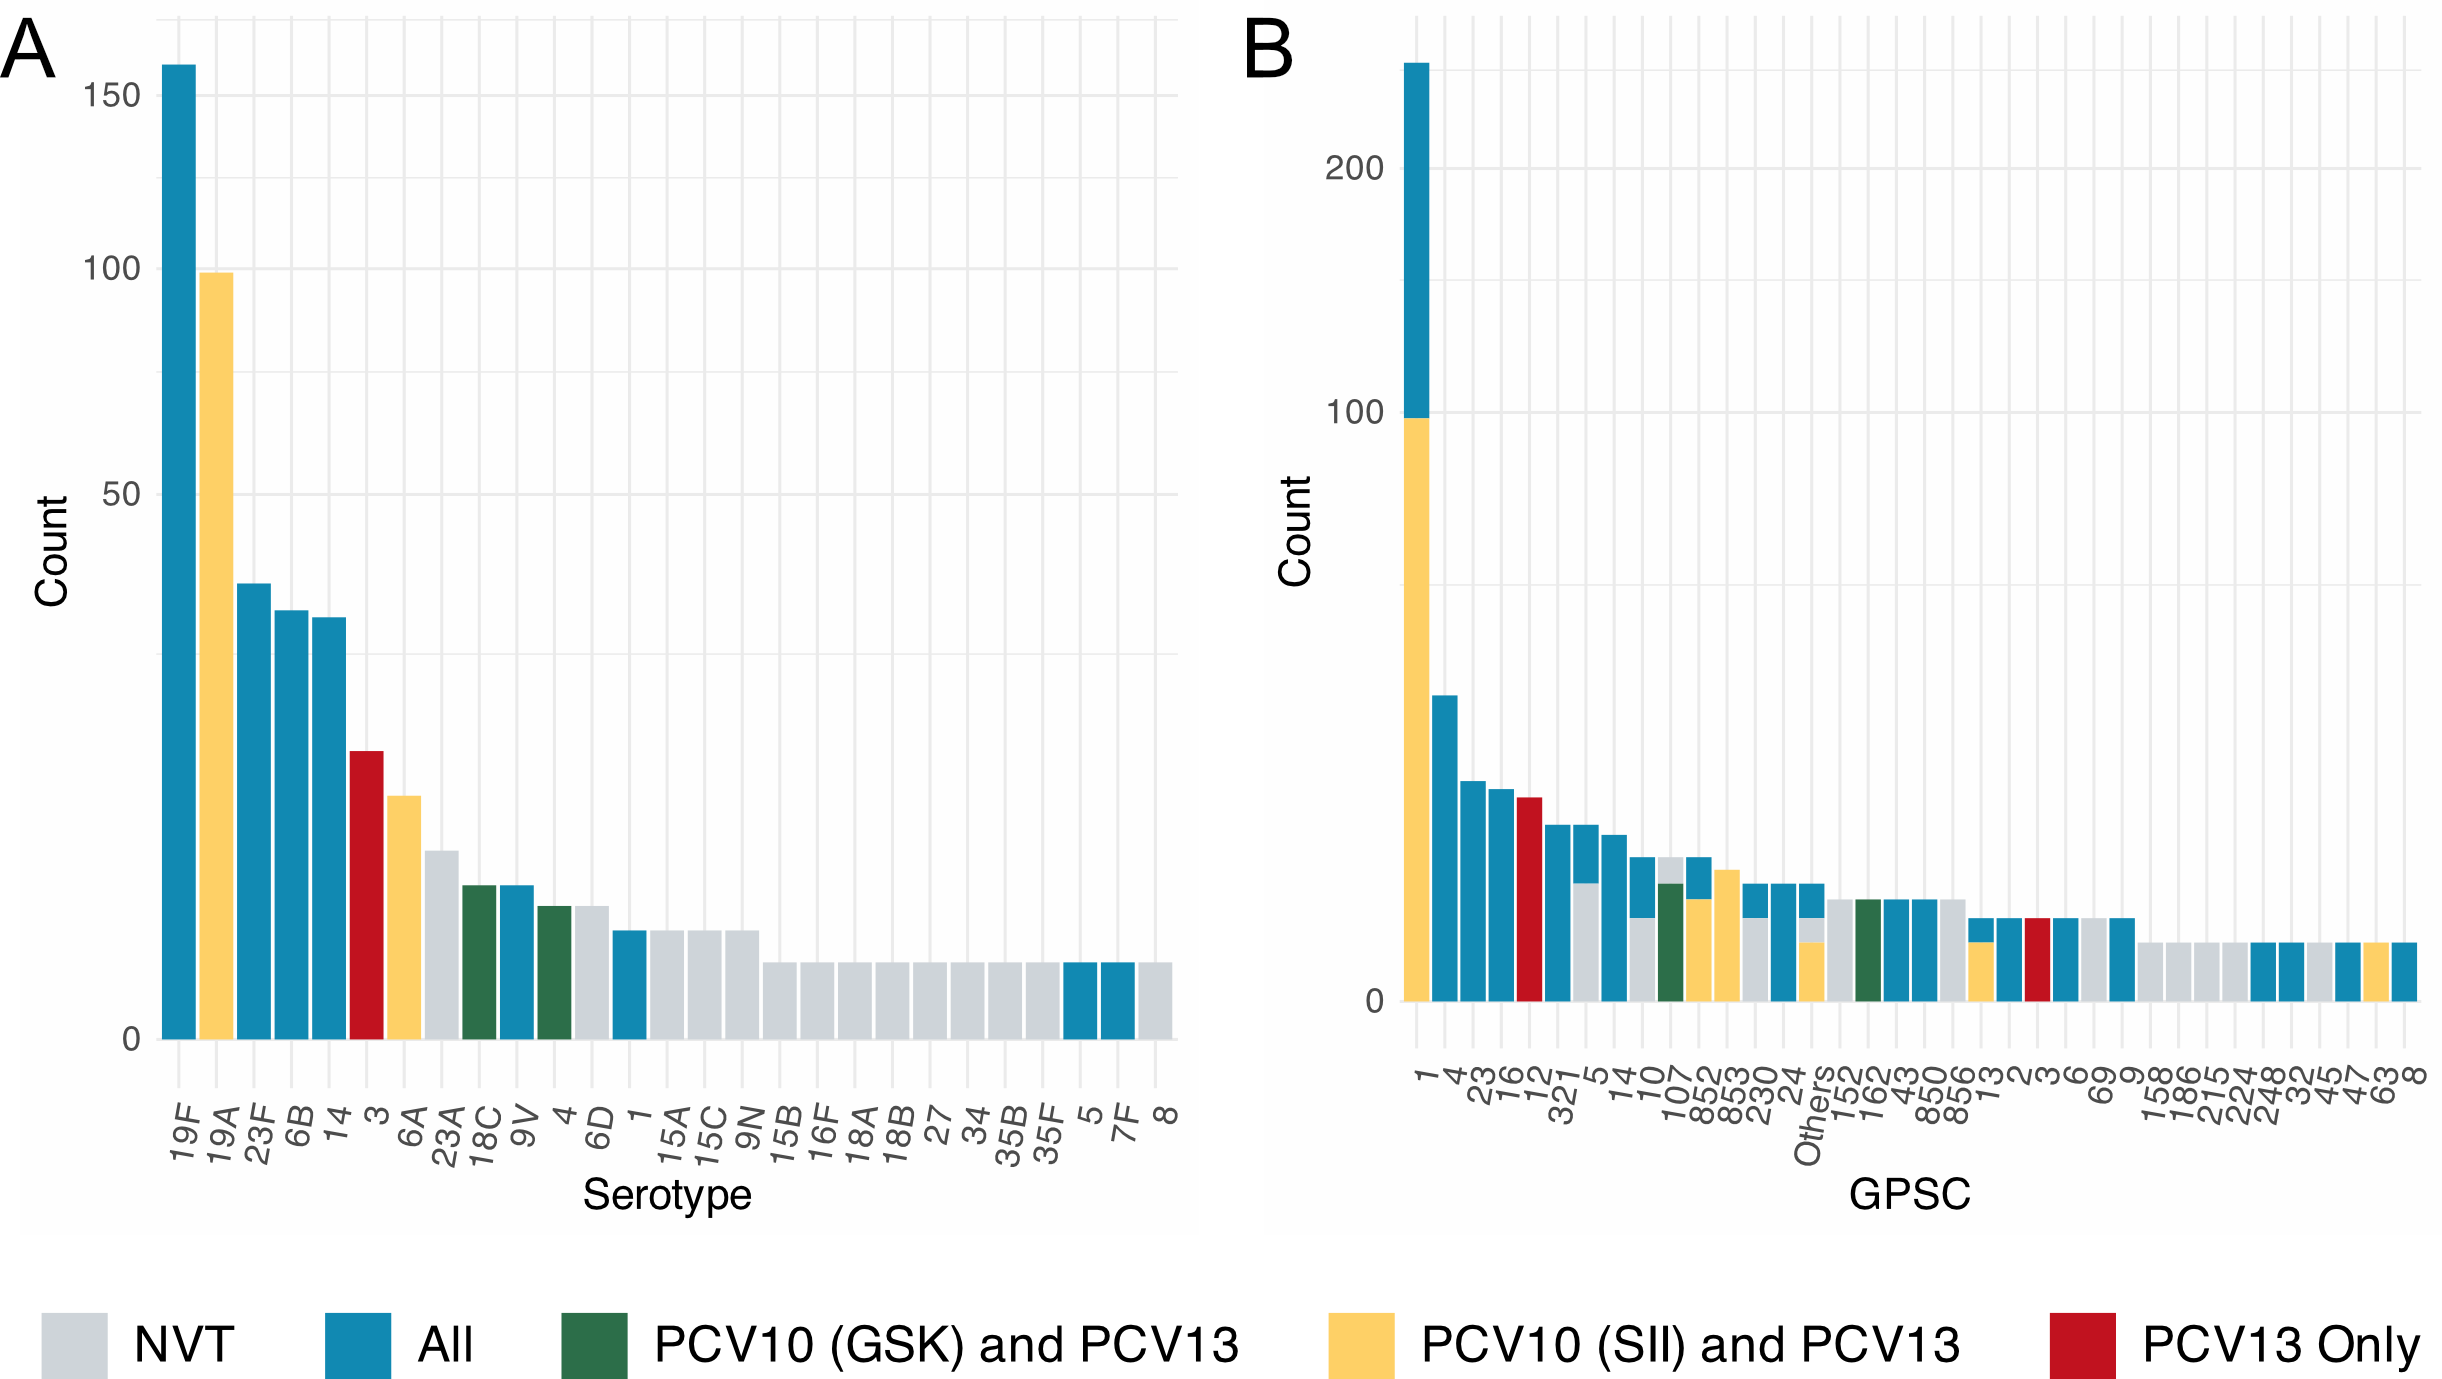 A
B
150
100
50
0
Count
19F 19A 23F 6B 14 3 6A 23A 18C 9V 4 6D 1 15A 15C 9N 15B 16F 18A 18B 27 34 35B 35F 5 7F 8
Serotype
200
100
0
Count
1 4 23 16 12 321 5 14 10 107 852 853 230 24 Others 152 162 43 850 856 13 2 3 6 69 9 158 186 215 224 248 32 45 47 63 8
GPSC
NVT All PCV10 (GSK) and PCV13 PCV10 (SII) and PCV13 PCV13 Only